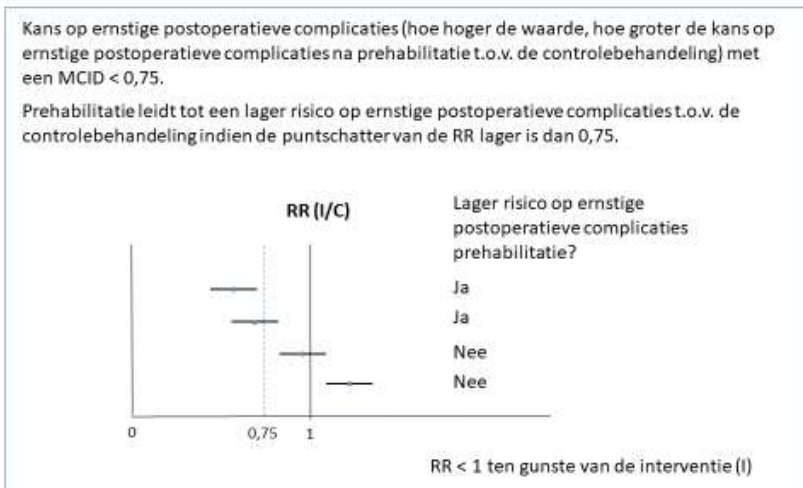 Kans op ernstige postoperatieve complicaties (hoe hoger de waarde, hoe groter de kans op
ernstige postoperatieve complicaties na prehabilitatie t.o.v. de controlebehandeling) met
een MCID < 0,75.
Prehabilitatie leidt tot een lager risico op ernstige postoperatieve complicaties t.o.v. de
controlebehandeling indien de puntschatter van de RR lager is dan 0,75.
RR (I/C)
Lager risico op ernstige
postoperatieve complicaties
prehabilitatie?
Ja
Ja
Nee
Nee
0 0,75 1
RR < 1 ten gunste van de interventie (I)